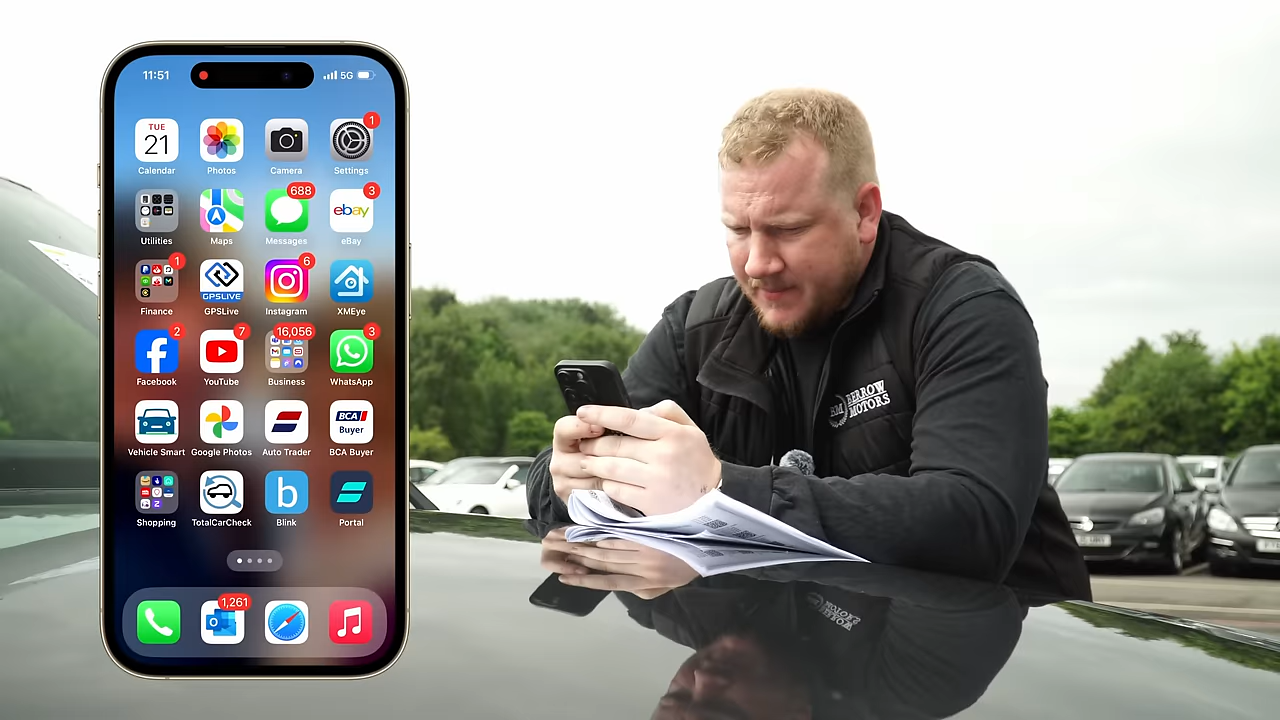 11:51
5G
TUE
21
1
Calendar
Photos
Camera
Settings
688
3
ebay
Utilities
Maps
Messages
eBay
1
6
GPSLIVE
Finance
GPSLive
Instagram
XMEye
2
7
16,056
3
Facebook
YouTube
Business
WhatsApp
BCA
Buyer
Vehicle Smart
Google Photos
Auto Trader
BCA Buyer
b
Shopping
TotalCarCheck
Blink
Portal
1,261
BM
BERROW
MOTORS